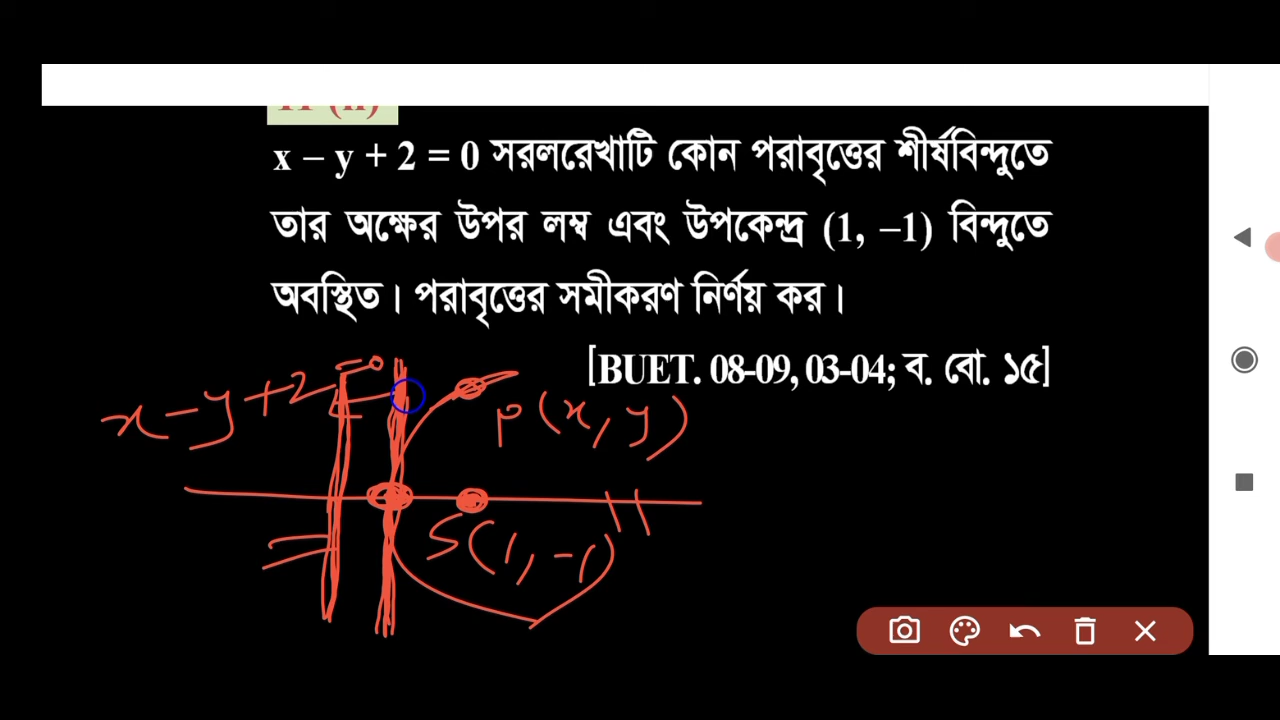 x – y + 2 = 0 সরলরেখাটি কোন পরাবৃত্তের শীর্ষবিন্দুতে
তার অক্ষের উপর লম্ব এবং উপকেন্দ্র (1, –1) বিন্দুতে
অবস্থিত। পরাবৃত্তের সমীকরণ নির্ণয় কর।
[BUET. 08-09, 03-04; ব. বো. ১৫]
x - y + 2 = 0
P(x, y)
S(1, -1)